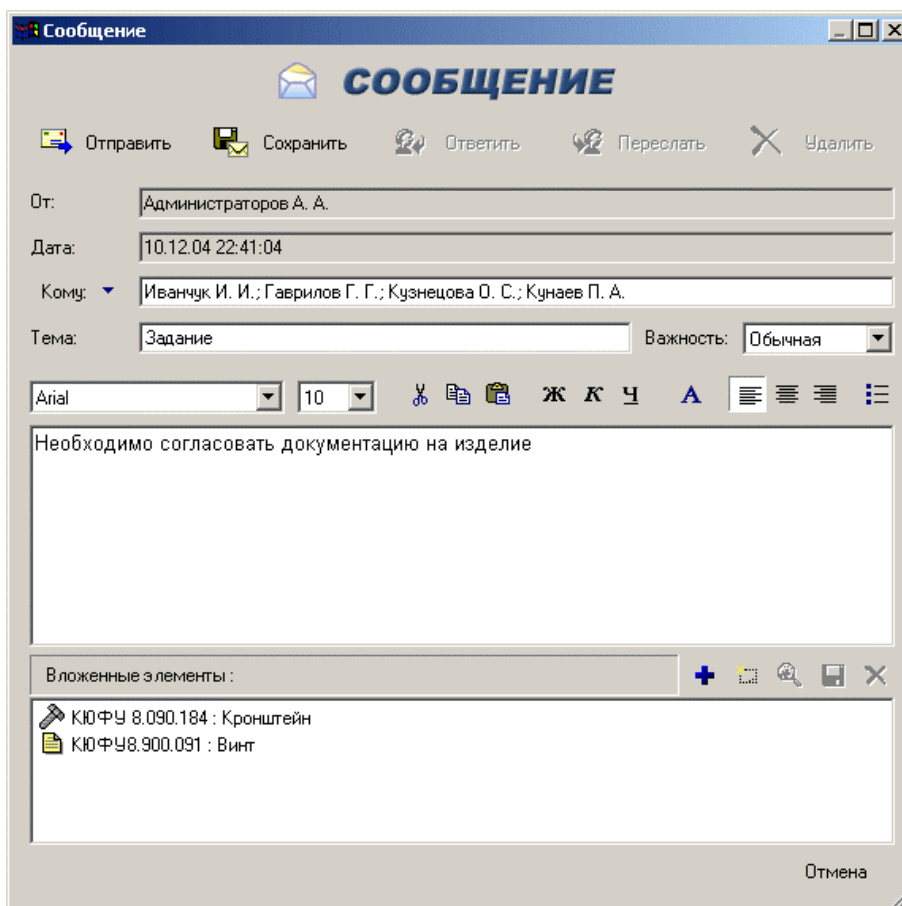 Сообщение
СООБЩЕНИЕ
Отправить Сохранить Ответить Переслать Удалить
От: Администраторов А. А.
Дата: 10.12.04 22:41:04
Кому: Иванчук И. И.; Гаврилов Г. Г.; Кузнецова О. С.; Кунаев П. А.
Тема: Задание Важность: Обычная
Arial 10 Ж К Ч А
Необходимо согласовать документацию на изделие
Вложенные элементы :
КЮФУ 8.090.184 : Кронштейн
КЮФУ8.900.091 : Винт
Отмена